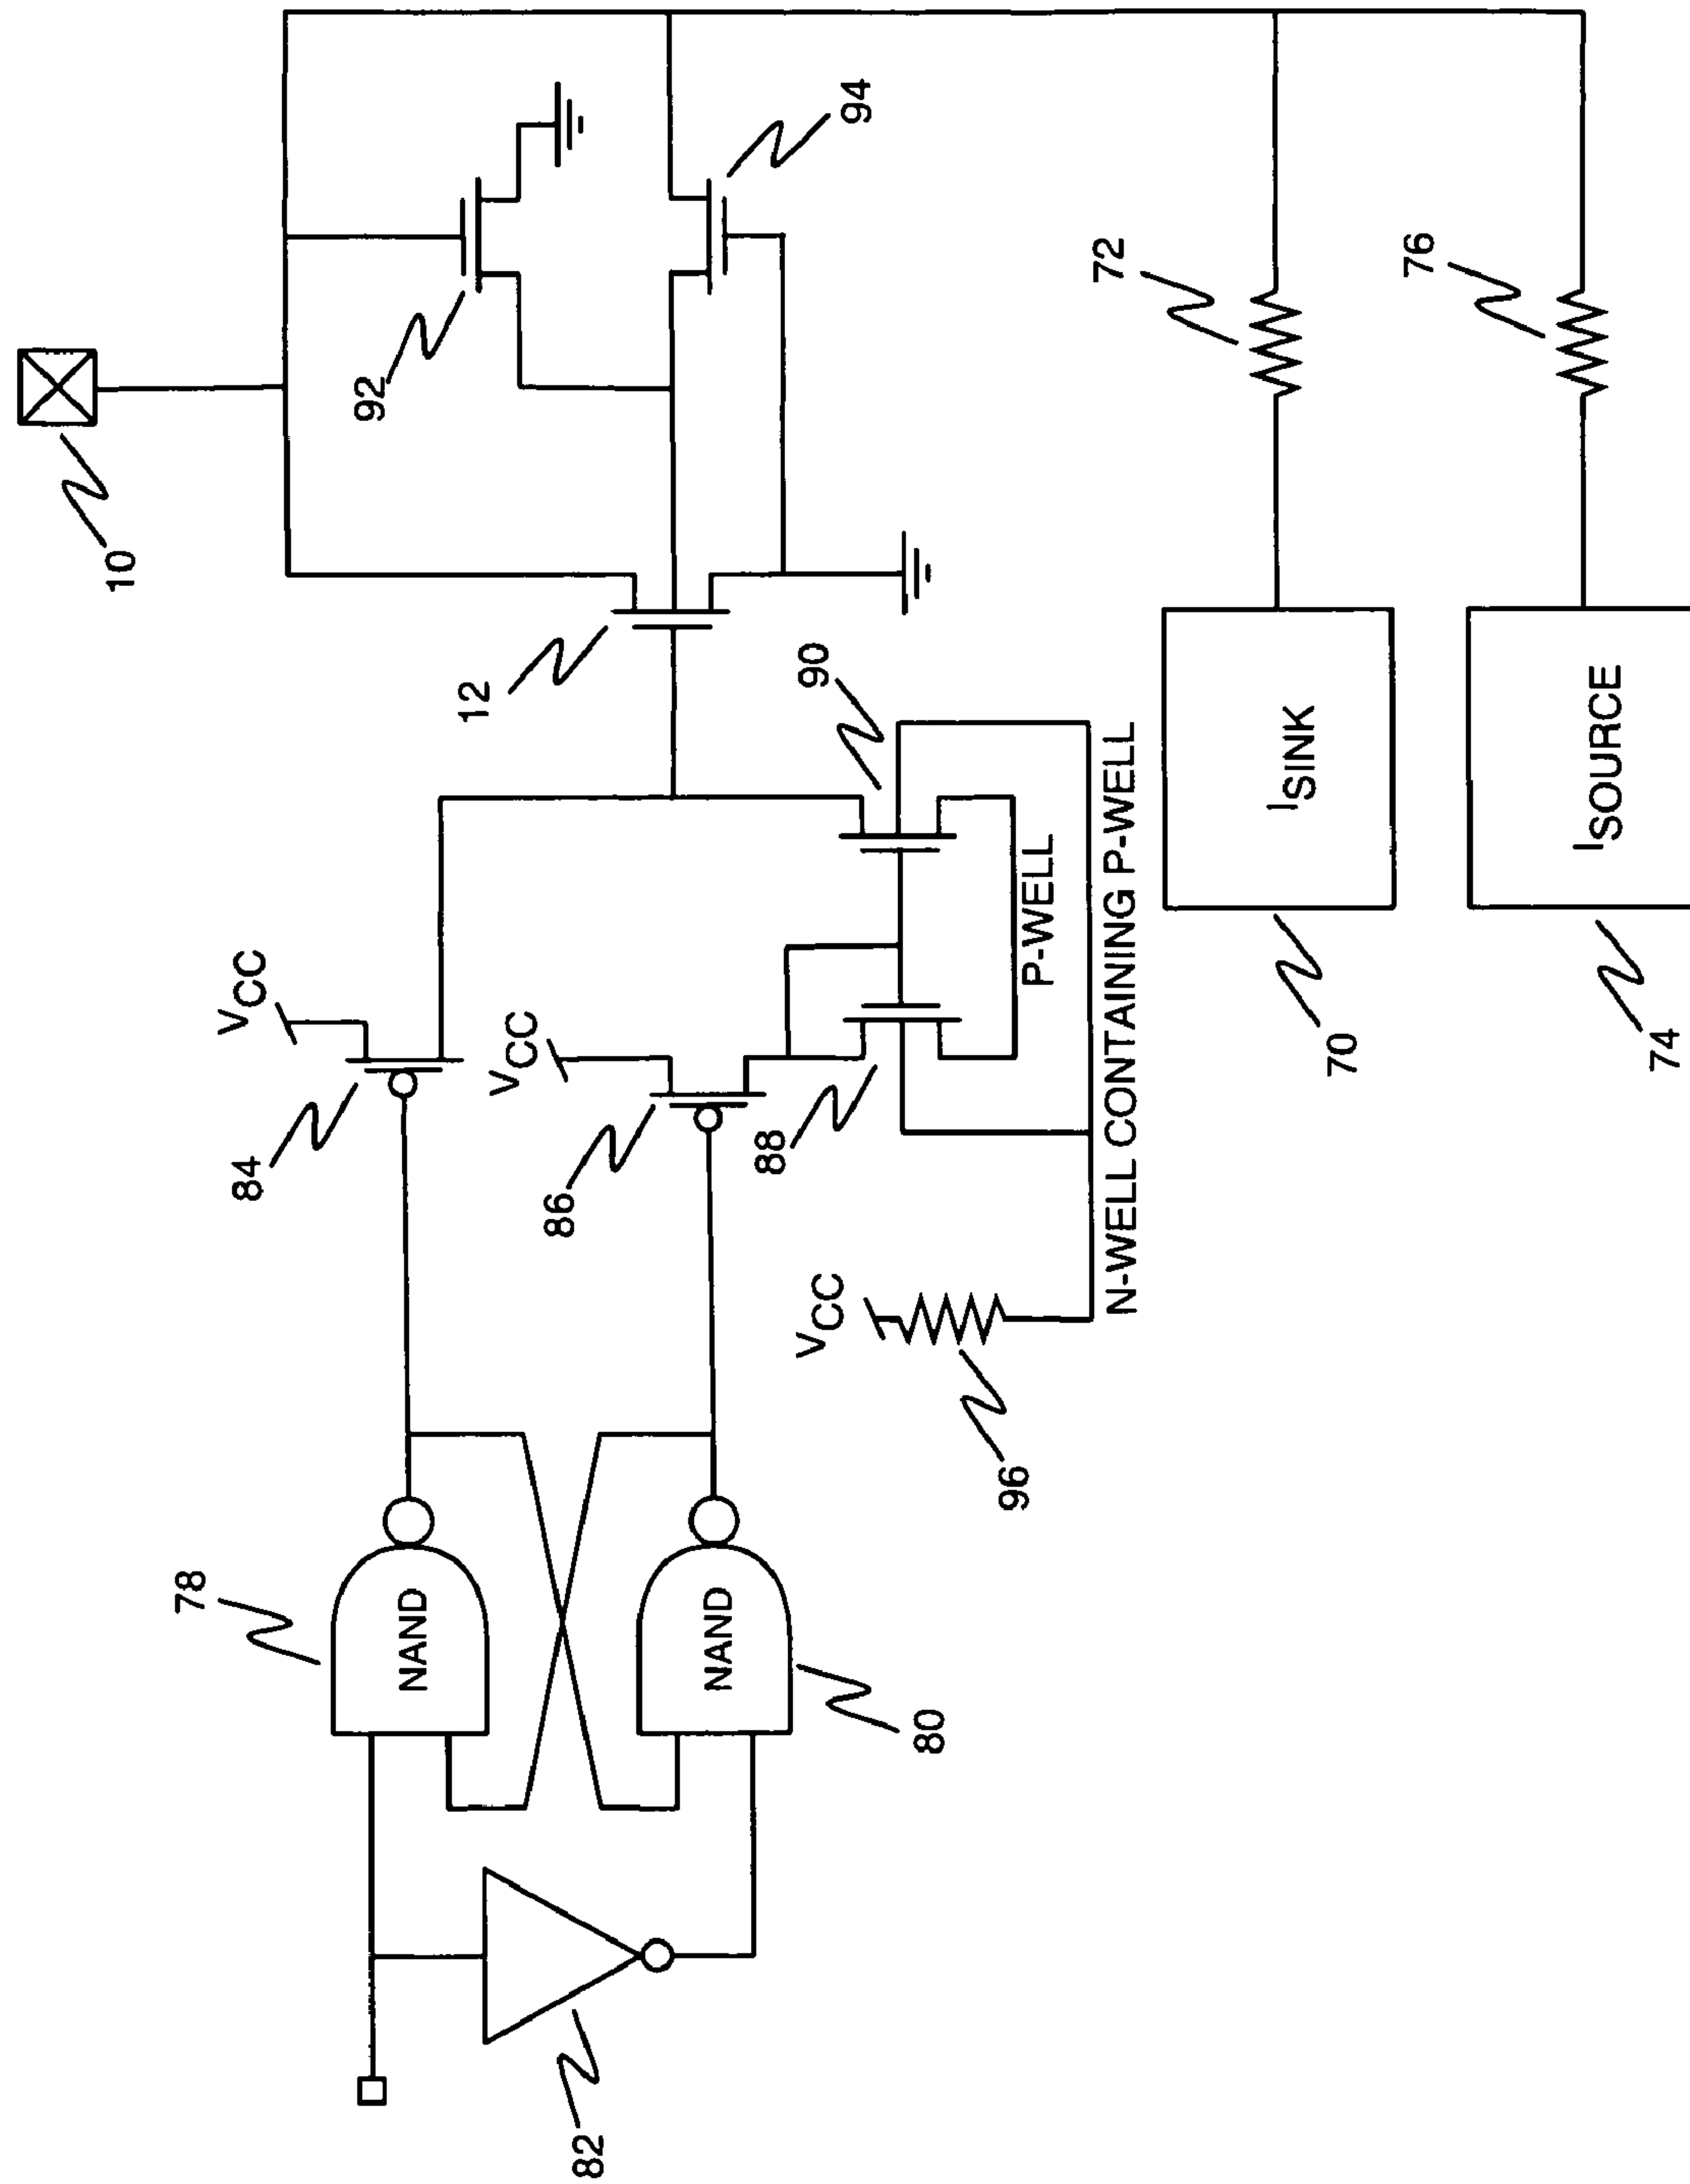 10
92
94
12
VCC
84
VCC
86
88
90
P-WELL
N-WELL CONTAINING P-WELL
VCC
96
78
NAND
NAND
80
82
72
ISINK
70
76
ISOURCE
74